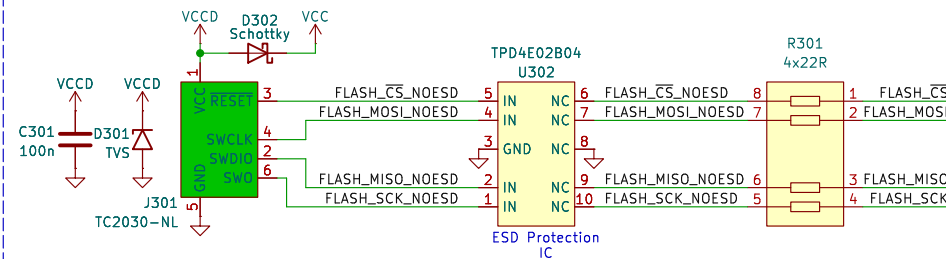 VCCD
D302
Schottky
VCC
TPD4E02B04
U302
R301
4x22R
VCCD
VCCD
C301
100n
D301
TVS
1
VCC
RESET
3
SWCLK
4
SWDIO
2
SWO
6
GND
5
J301
TC2030-NL
FLASH_CS_NOESD
5
IN
NC
6
FLASH_CS_NOESD
8
1
FLASH_CS
FLASH_MOSI_NOESD
4
IN
NC
7
FLASH_MOSI_NOESD
7
2
FLASH_MOSI
3
GND
NC
8
FLASH_MISO_NOESD
2
IN
NC
9
FLASH_MISO_NOESD
6
3
FLASH_MISO
FLASH_SCK_NOESD
1
IN
NC
10
FLASH_SCK_NOESD
5
4
FLASH_SCK
ESD Protection
IC